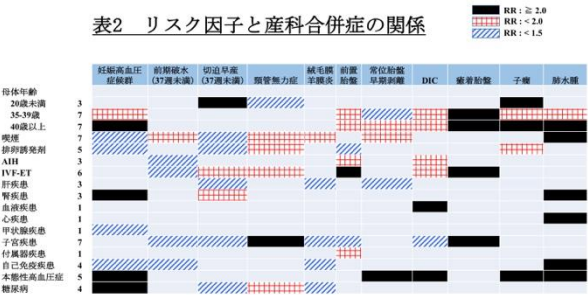 表2 リスク因子と産科合併症の関係
RR : ≧ 2.0
RR : < 2.0
RR : < 1.5
妊娠高血圧 前期破水 切迫早産 頸管無力症 絨毛膜 前置 常位胎盤 DIC 癒着胎盤 子癇 肺水腫
症候群 (37週未満) (37週未満) 羊膜炎 胎盤 早期剥離
母体年齢
20歳未満 3
35-39歳 7
40歳以上 7
喫煙 7
排卵誘発剤 5
AIH 3
IVF-ET 6
肝疾患 3
腎疾患 3
血液疾患 1
心疾患 1
甲状腺疾患 1
子宮疾患 7
付属器疾患 1
自己免疫疾患 4
本態性高血圧症 5
糖尿病 4